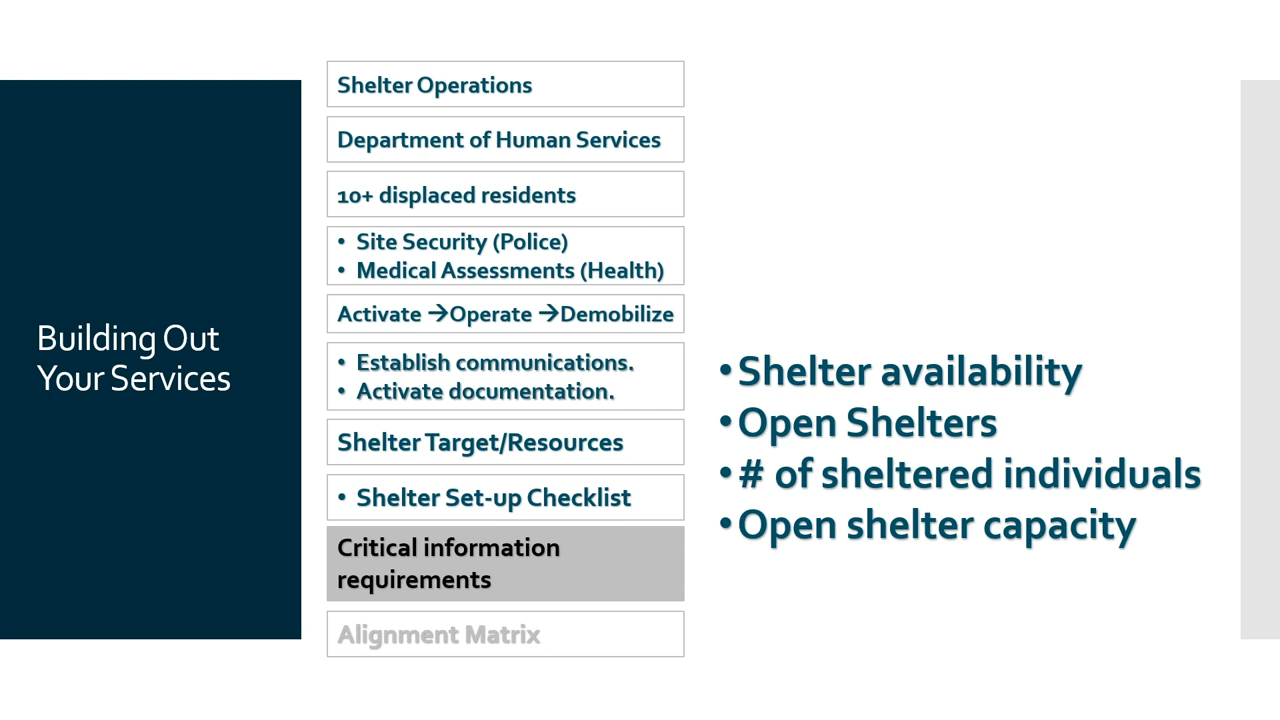 Building Out
Your Services
Shelter Operations
Department of Human Services
10+ displaced residents
• Site Security (Police)
• Medical Assessments (Health)
Activate →Operate →Demobilize
• Establish communications.
• Activate documentation.
Shelter Target/Resources
• Shelter Set-up Checklist
Critical information
requirements
Alignment Matrix
•Shelter availability
•Open Shelters
•# of sheltered individuals
•Open shelter capacity